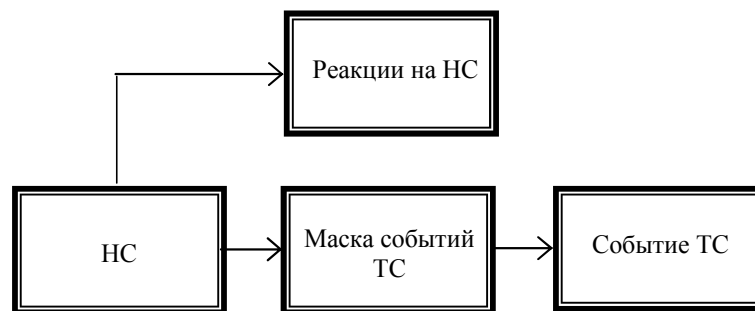 Реакции на НС
НС
Маска событий
ТС
Событие ТС